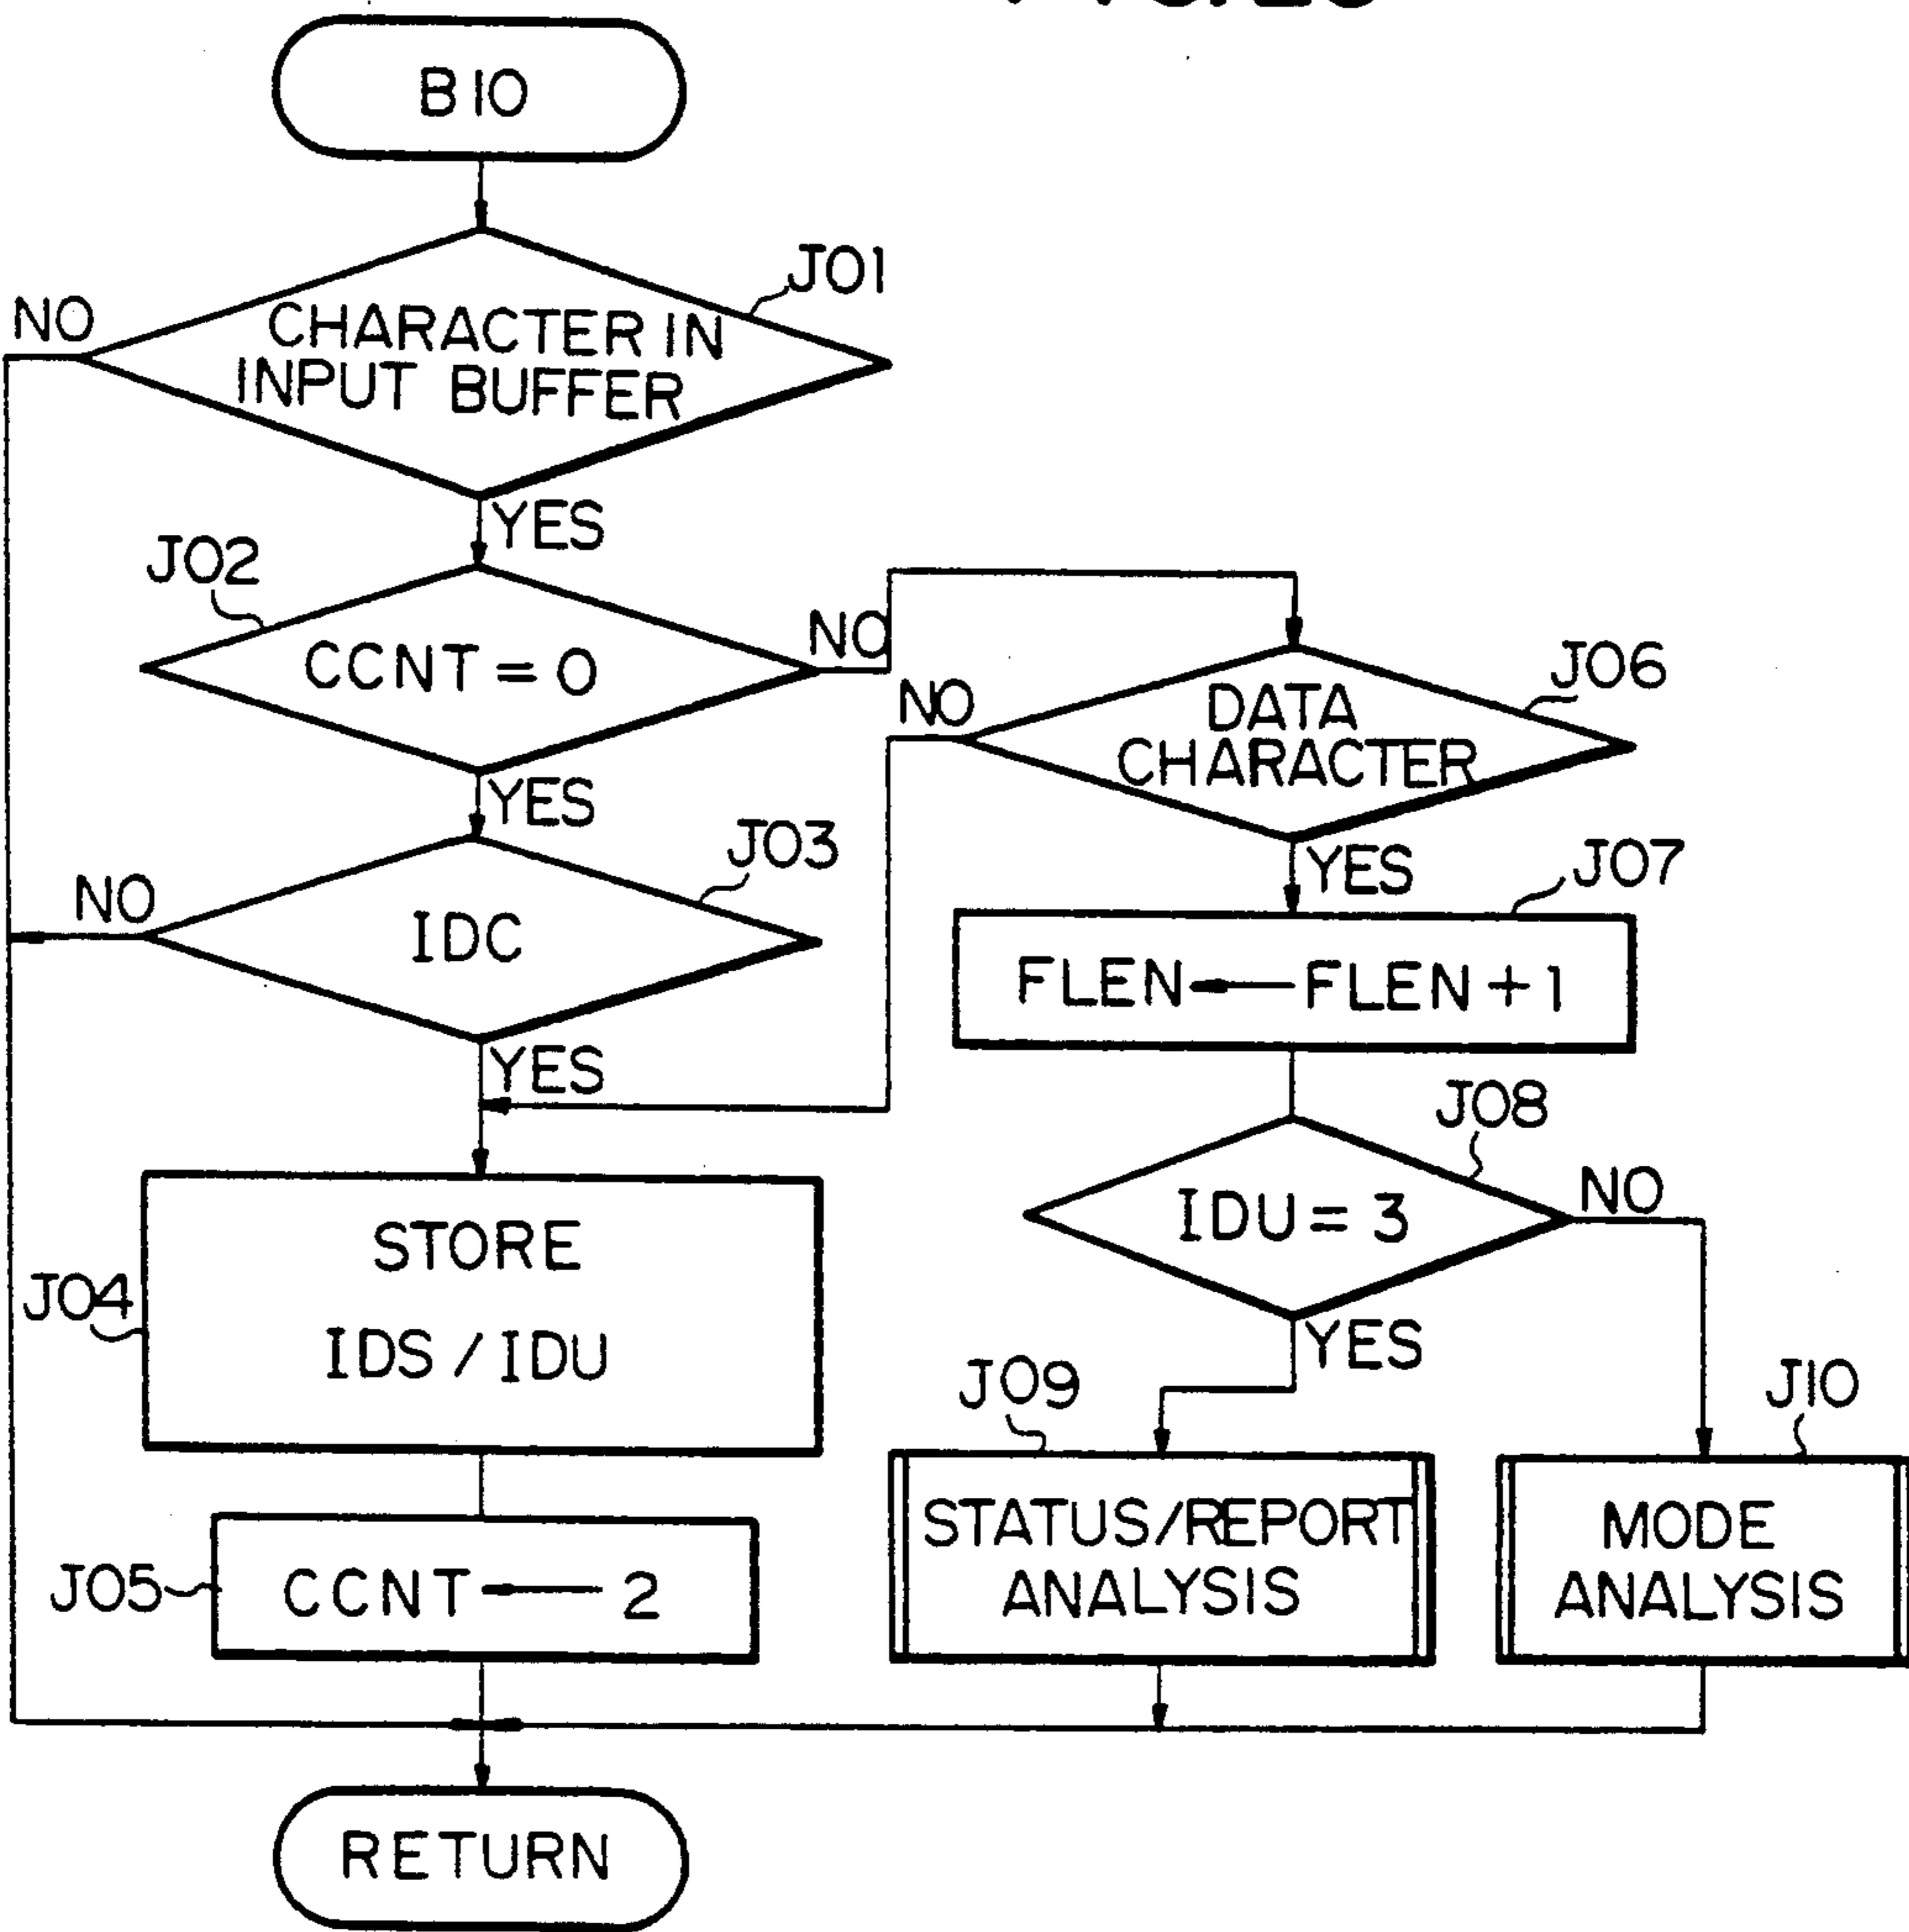 B10
J01
NO
CHARACTER IN
INPUT BUFFER
YES
J02
CCNT = 0
NO
YES
J03
NO
IDC
YES
J04
STORE
IDS / IDU
J05
CCNT ← 2
RETURN
J06
NO
DATA
CHARACTER
YES
J07
FLEN ← FLEN + 1
J08
IDU = 3
NO
YES
J09
STATUS/REPORT
ANALYSIS
J10
MODE
ANALYSIS